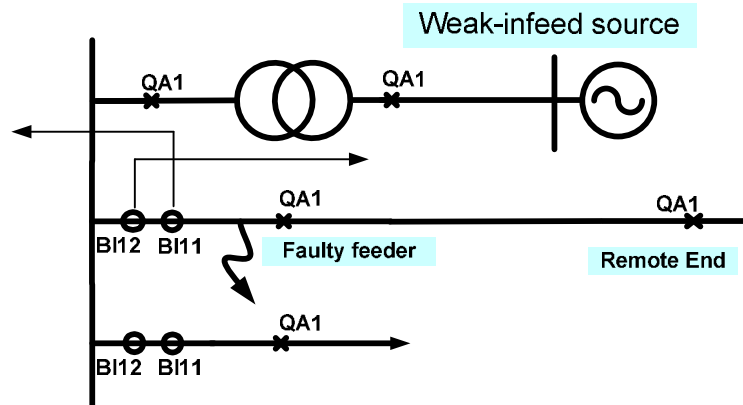 Weak-infeed source
QA1
QA1
QA1
QA1
BI12 BI11
Faulty feeder
Remote End
QA1
BI12 BI11